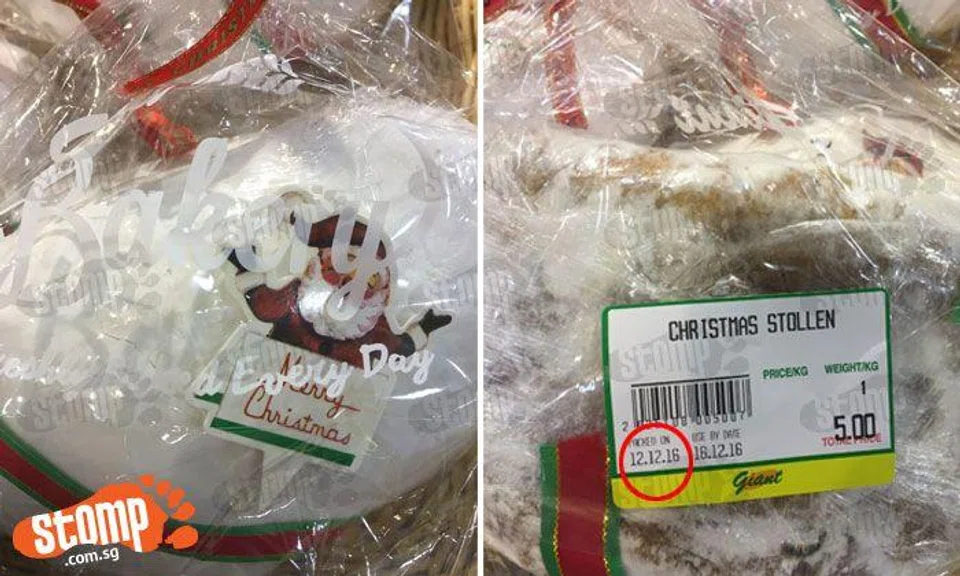 Bakery
Every Day
Merry
Christmas
STOMP
.com.sg
Giant
CHRISTMAS STOLLEN
PRICE/KG WEIGHT/KG
1
5.00
TOTAL PRICE
PACKED ON USE BY DATE
12.12.16 18.12.16
Giant